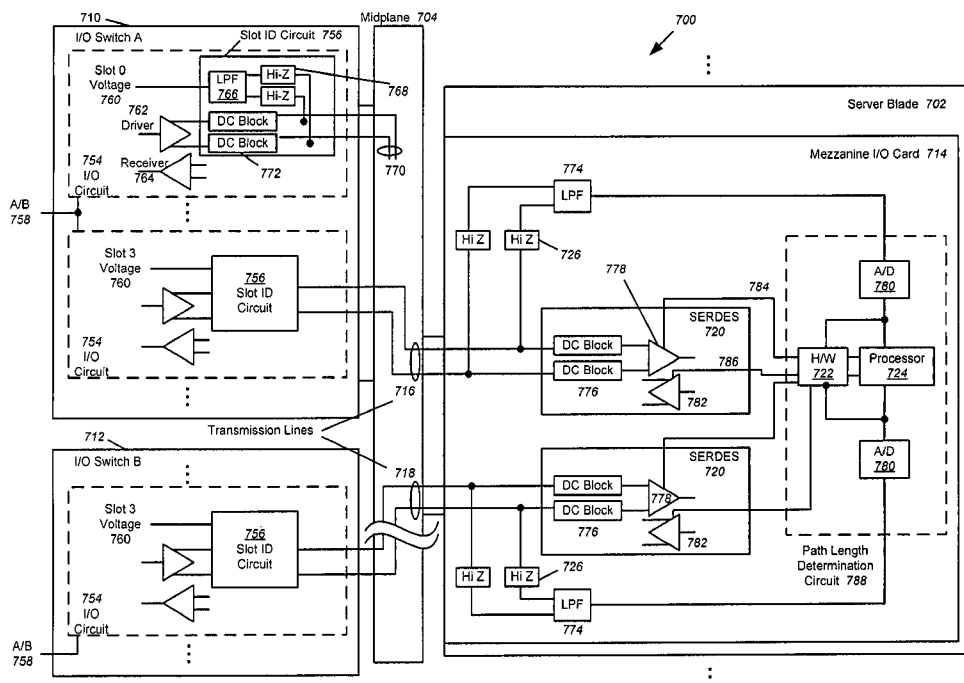 710
I/O Switch A
Midplane 704
Slot ID Circuit 756
700
Slot 0
Voltage
760
LPF
766
Hi-Z
Hi-Z
768
762
Driver
DC Block
DC Block
772
770
Receiver
764
754
I/O
Circuit
A/B
758
Slot 3
Voltage
760
756
Slot ID
Circuit
754
I/O
Circuit
716
Transmission Lines
712
I/O Switch B
718
Slot 3
Voltage
760
756
Slot ID
Circuit
754
I/O
Circuit
A/B
758
Server Blade 702
Mezzanine I/O Card 714
774
LPF
Hi Z
Hi Z
726
778
784
SERDES
720
DC Block
DC Block
776
786
782
A/D
780
H/W
722
Processor
724
A/D
780
SERDES
720
DC Block
DC Block
776
778
782
Hi Z
Hi Z
726
LPF
774
Path Length
Determination
Circuit 788